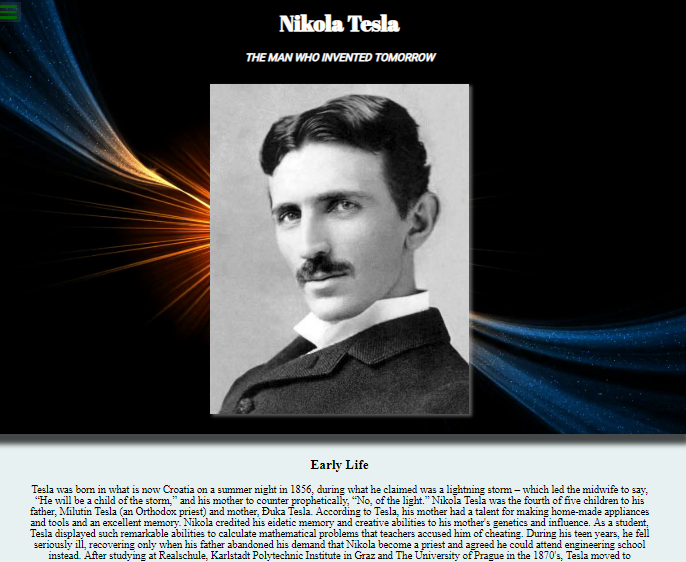 Nikola Tesla
THE MAN WHO INVENTED TOMORROW
Early Life
Tesla was born in what is now Croatia on a summer night in 1856, during what he claimed was a lightning storm – which led the midwife to say,
“He will be a child of the storm,” and his mother to counter prophetically, “No, of the light.” Nikola Tesla was the fourth of five children to his
father, Milutin Tesla (an Orthodox priest) and mother, Đuka Tesla. According to Tesla, his mother had a talent for making home-made appliances
and tools and an excellent memory. Nikola credited his eidetic memory and creative abilities to his mother's genetics and influence. As a student,
Tesla displayed such remarkable abilities to calculate mathematical problems that teachers accused him of cheating. During his teen years, he fell
seriously ill, recovering only when his father abandoned his demand that Nikola become a priest and agreed he could attend engineering school
instead. After studying at Realschule, Karlstadt Polytechnic Institute in Graz and The University of Prague in the 1870's, Tesla moved to